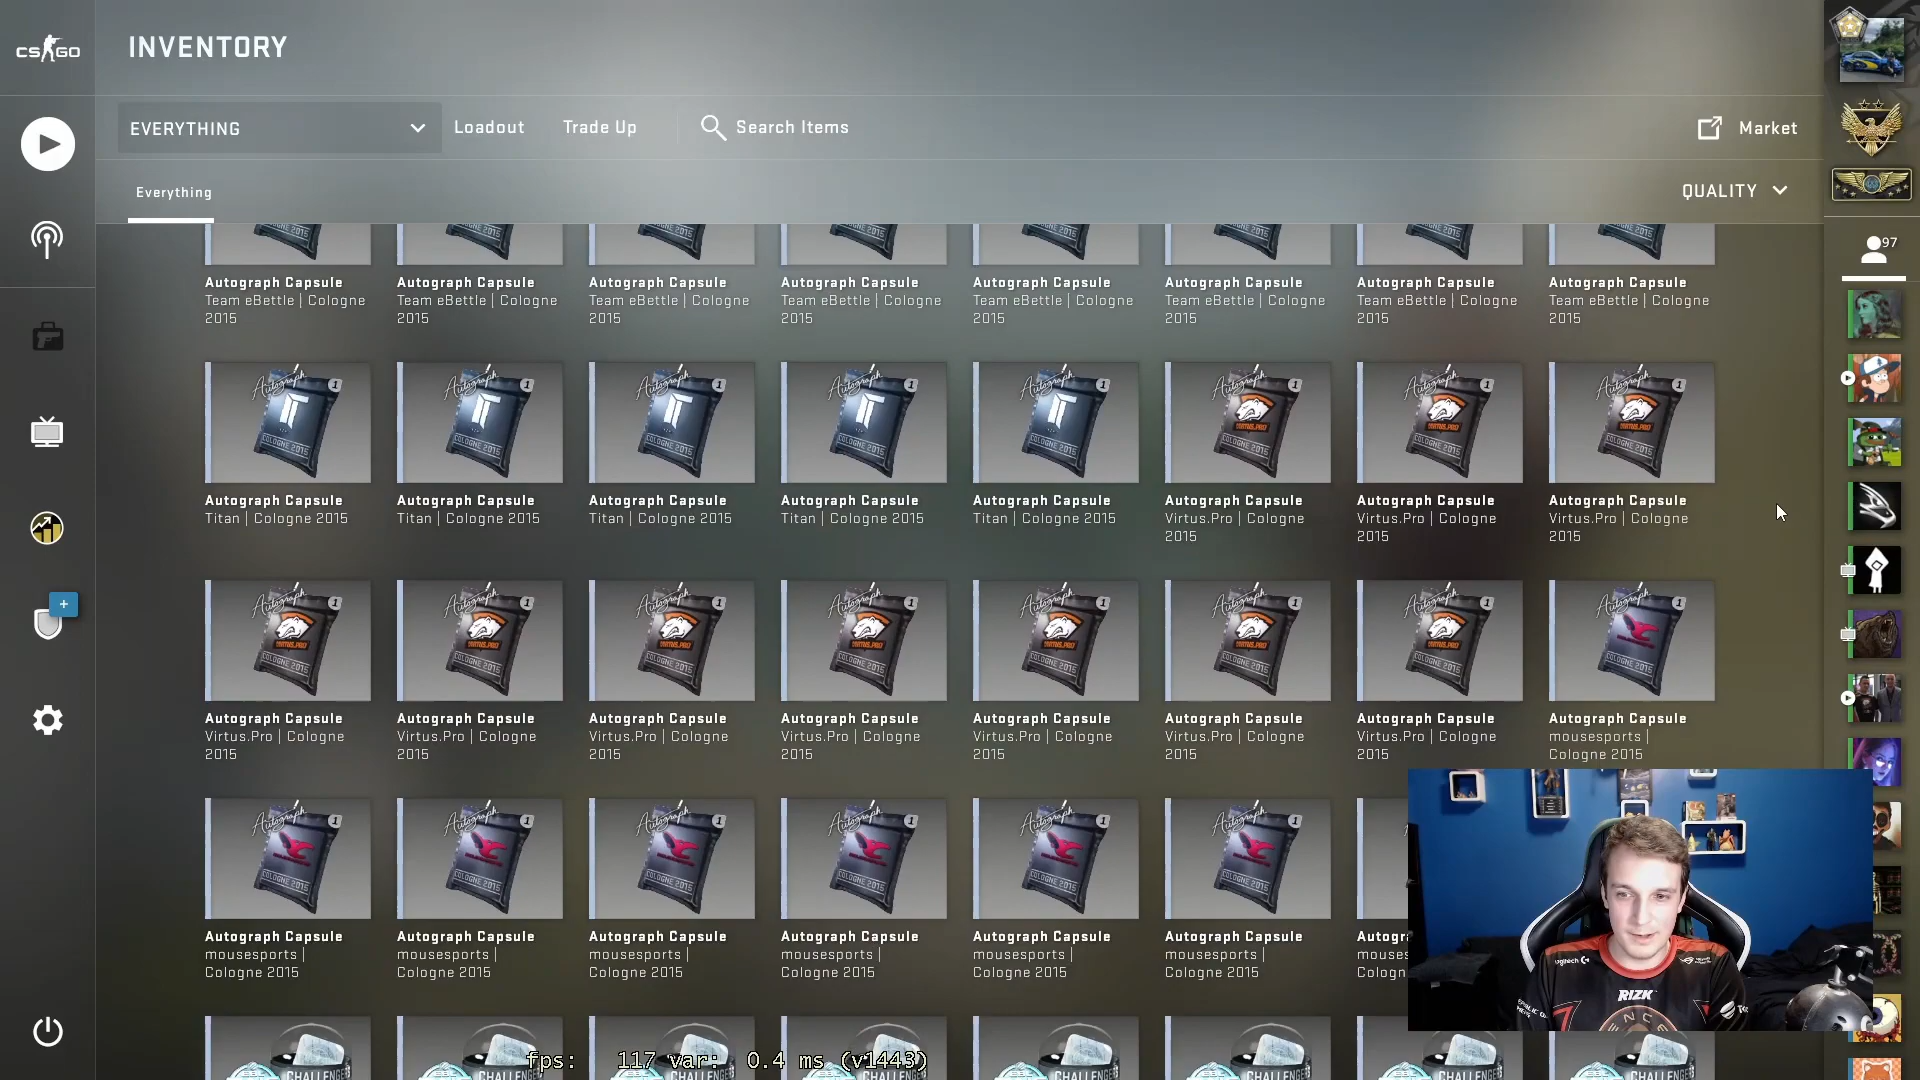 CS GO
INVENTORY
EVERYTHING
Loadout
Trade Up
Search Items
Market
Everything
QUALITY
97
Autograph Capsule
Team eBettle | Cologne
2015
Autograph Capsule
Team eBettle | Cologne
2015
Autograph Capsule
Team eBettle | Cologne
2015
Autograph Capsule
Team eBettle | Cologne
2015
Autograph Capsule
Team eBettle | Cologne
2015
Autograph Capsule
Team eBettle | Cologne
2015
Autograph Capsule
Team eBettle | Cologne
2015
Autograph Capsule
Team eBettle | Cologne
2015
Autograph Capsule
Titan | Cologne 2015
Autograph Capsule
Titan | Cologne 2015
Autograph Capsule
Titan | Cologne 2015
Autograph Capsule
Titan | Cologne 2015
Autograph Capsule
Titan | Cologne 2015
Autograph Capsule
Virtus.Pro | Cologne
2015
Autograph Capsule
Virtus.Pro | Cologne
2015
Autograph Capsule
Virtus.Pro | Cologne
2015
Autograph Capsule
Virtus.Pro | Cologne
2015
Autograph Capsule
Virtus.Pro | Cologne
2015
Autograph Capsule
Virtus.Pro | Cologne
2015
Autograph Capsule
Virtus.Pro | Cologne
2015
Autograph Capsule
Virtus.Pro | Cologne
2015
Autograph Capsule
Virtus.Pro | Cologne
2015
Autograph Capsule
Virtus.Pro | Cologne
2015
Autograph Capsule
mousesports |
Cologne 2015
Autograph Capsule
mousesports |
Cologne 2015
Autograph Capsule
mousesports |
Cologne 2015
Autograph Capsule
mousesports |
Cologne 2015
Autograph Capsule
mousesports |
Cologne 2015
Autograph Capsule
mousesports |
Cologne 2015
Autograph Capsule
mousesports |
Cologne 2015
Autogr
mouses
Cologn
logitech G
RIZK
fps: 117 var: 0.4 ms (v1443)